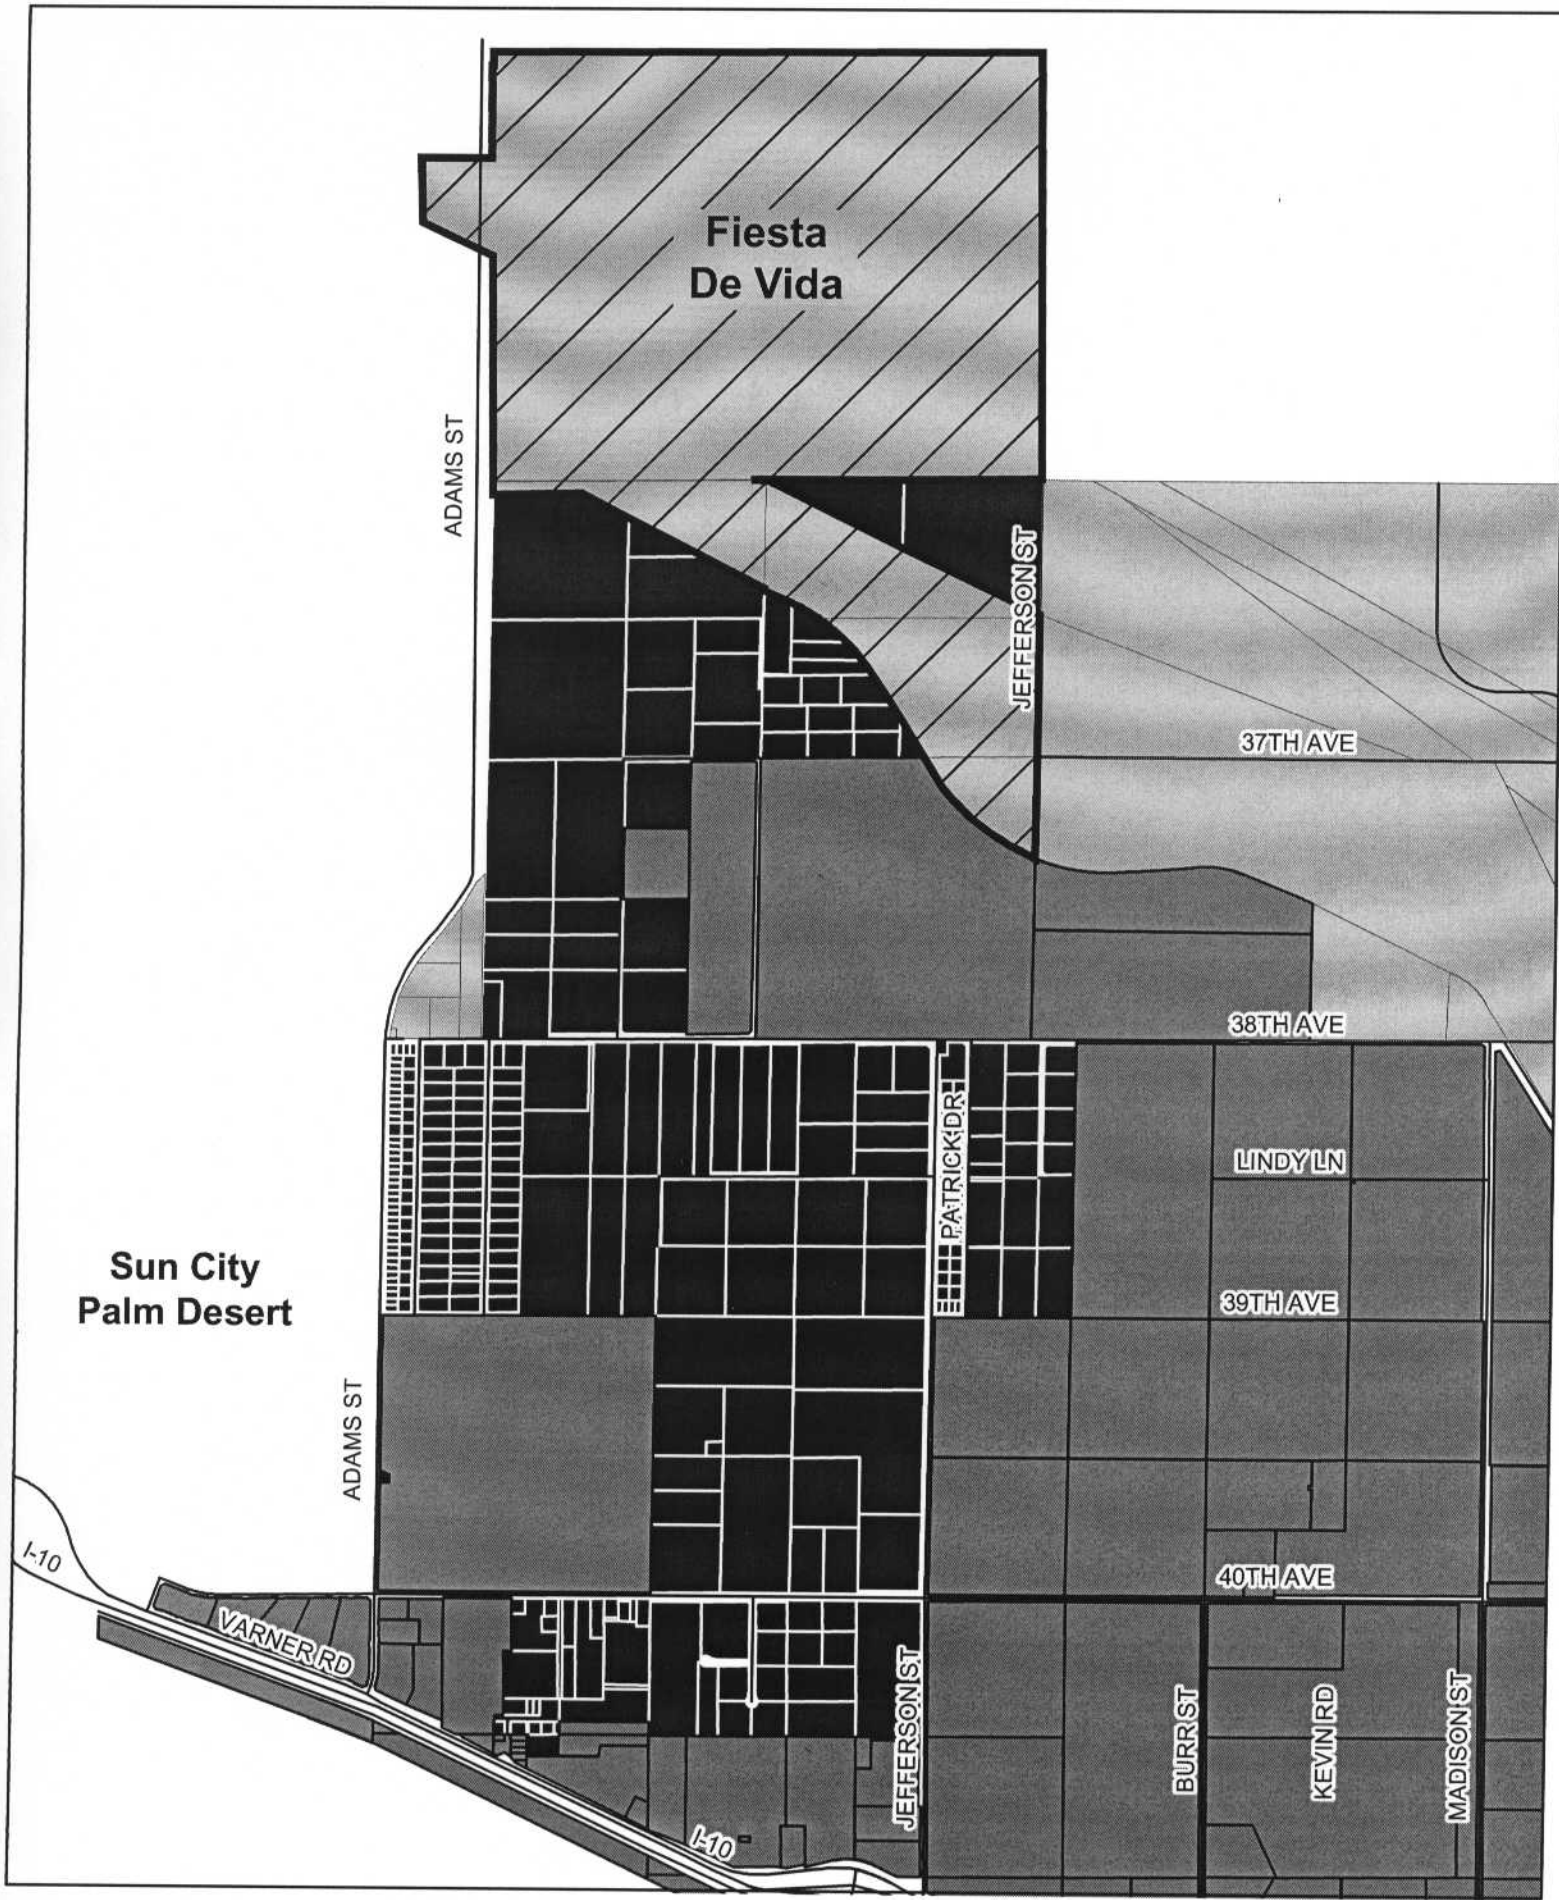 Fiesta
De Vida
ADAMS ST
JEFFERSON ST
37TH AVE
38TH AVE
PATRICK DR
LINDY LN
Sun City
Palm Desert
39TH AVE
ADAMS ST
I-10
40TH AVE
VARNER RD
JEFFERSON ST
BURR ST
KEVIN RD
MADISON ST
I-10